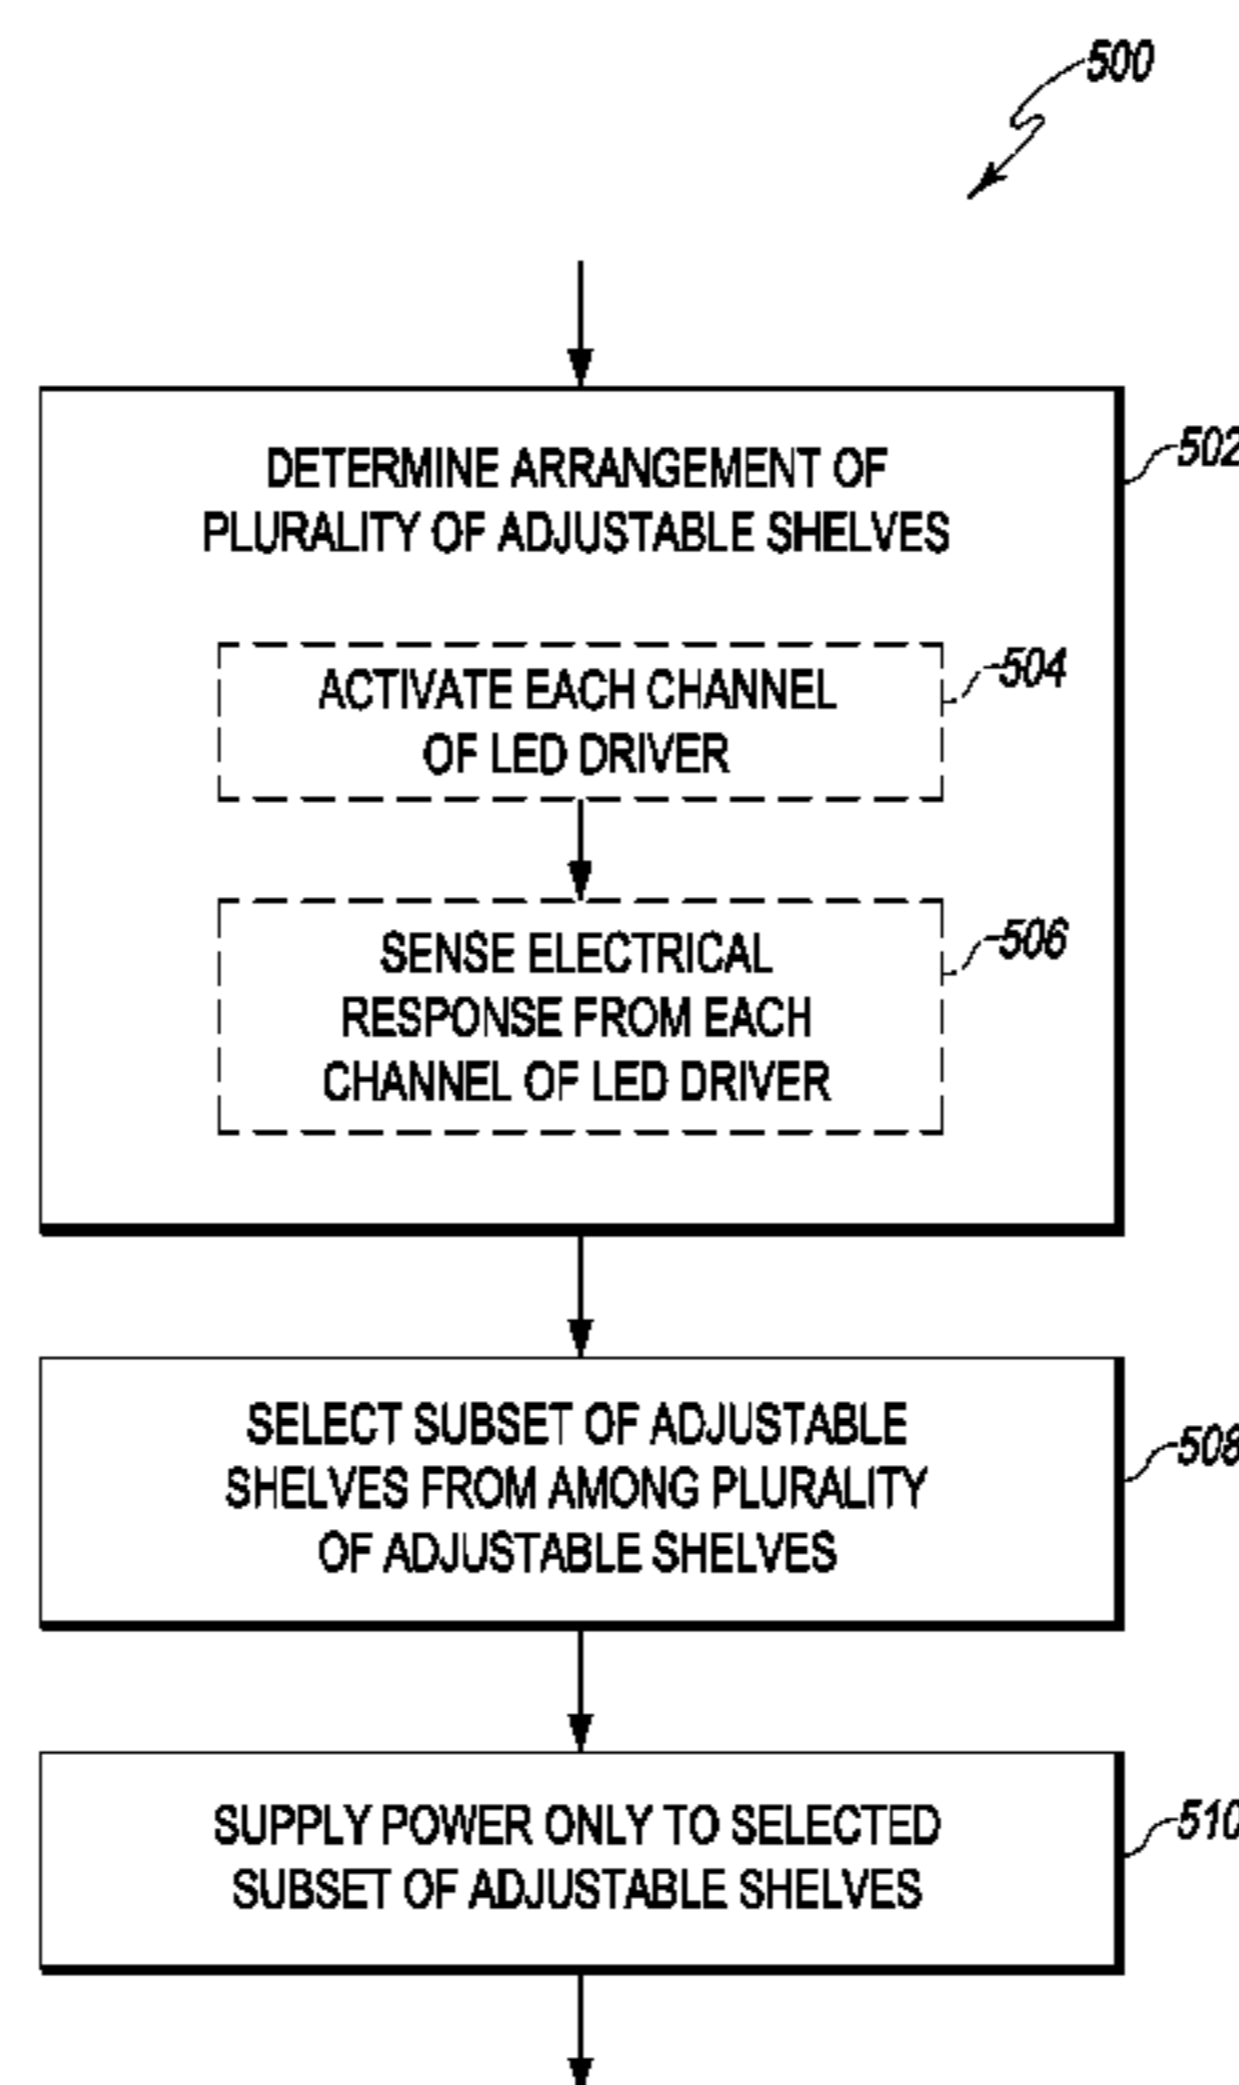 500
DETERMINE ARRANGEMENT OF
PLURALITY OF ADJUSTABLE SHELVES
502
ACTIVATE EACH CHANNEL
OF LED DRIVER
504
SENSE ELECTRICAL
RESPONSE FROM EACH
CHANNEL OF LED DRIVER
506
SELECT SUBSET OF ADJUSTABLE
SHELVES FROM AMONG PLURALITY
OF ADJUSTABLE SHELVES
508
SUPPLY POWER ONLY TO SELECTED
SUBSET OF ADJUSTABLE SHELVES
510